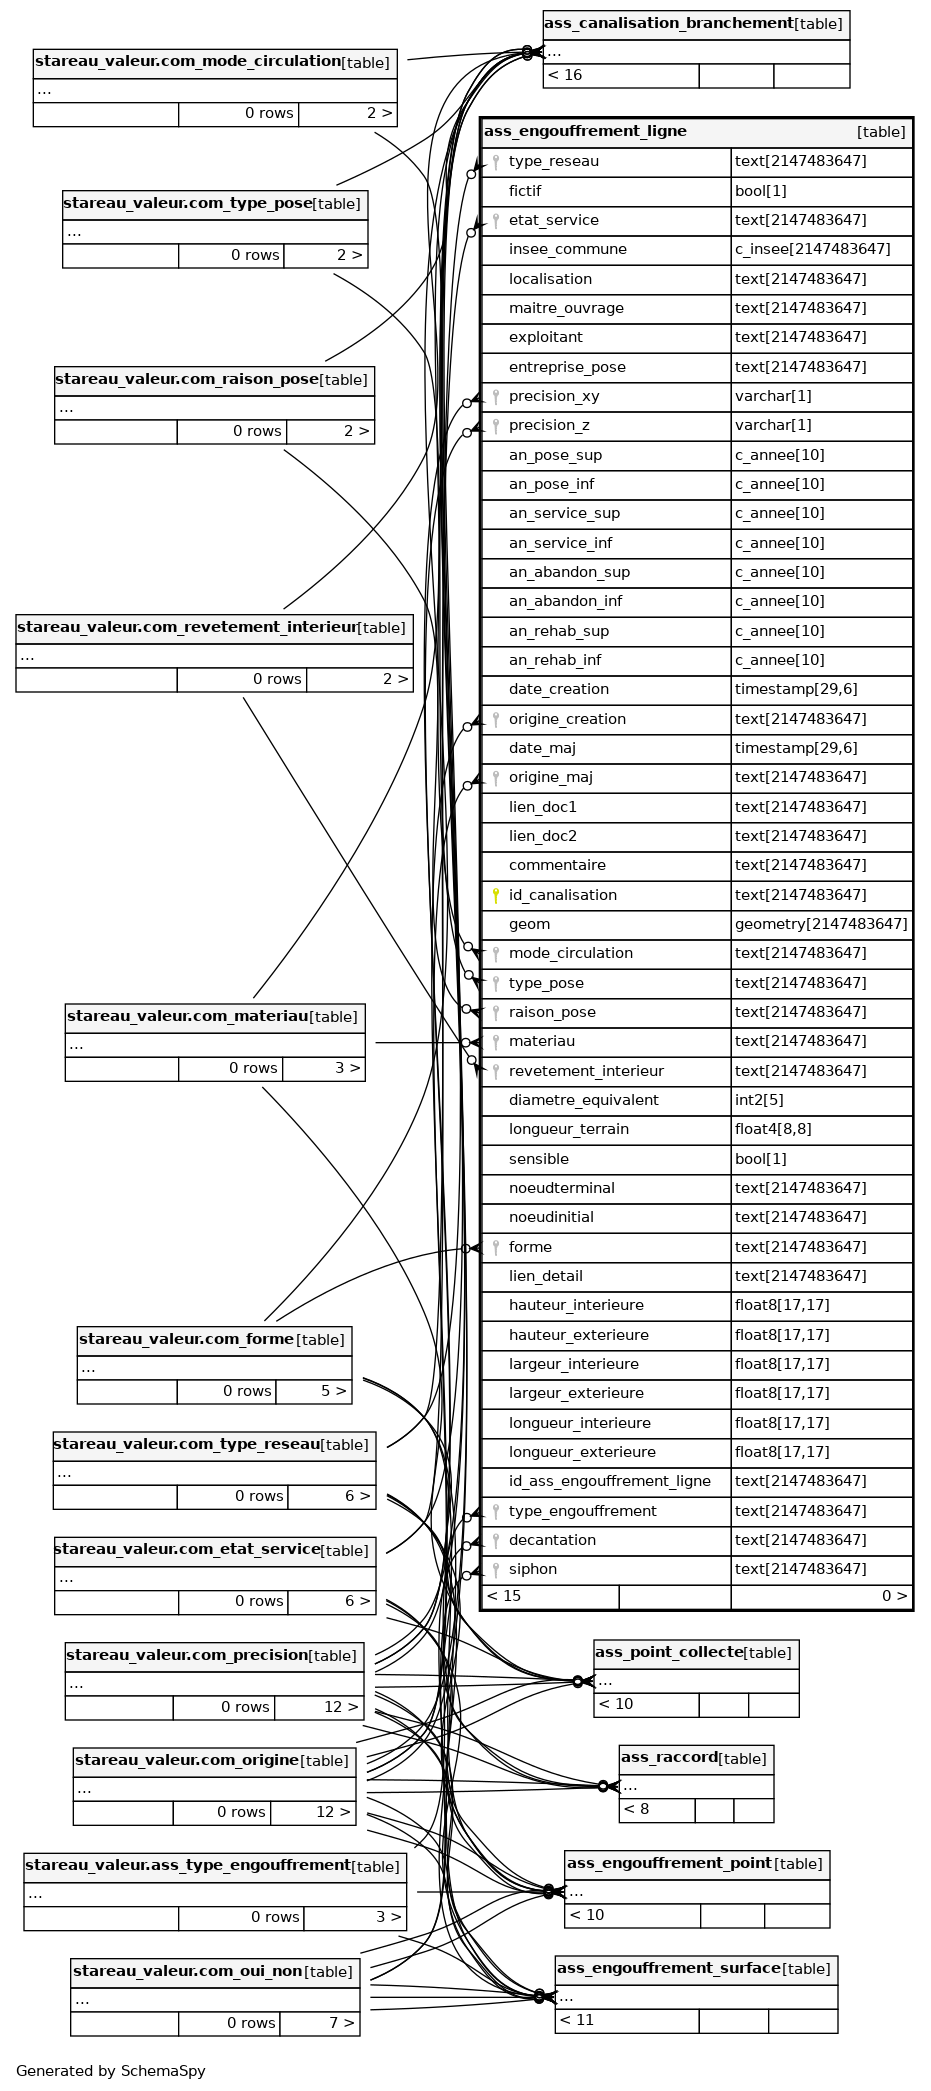 stareau_valeur.com_mode_circulation[table]
...
0 rows 2 >
stareau_valeur.com_type_pose[table]
...
0 rows 2 >
stareau_valeur.com_raison_pose[table]
...
0 rows 2 >
stareau_valeur.com_revetement_interieur[table]
...
0 rows 2 >
stareau_valeur.com_materiau[table]
...
0 rows 3 >
stareau_valeur.com_forme[table]
...
0 rows 5 >
stareau_valeur.com_type_reseau[table]
...
0 rows 6 >
stareau_valeur.com_etat_service[table]
...
0 rows 6 >
stareau_valeur.com_precision[table]
...
0 rows 12 >
stareau_valeur.com_origine[table]
...
0 rows 12 >
stareau_valeur.ass_type_engouffrement[table]
...
0 rows 3 >
stareau_valeur.com_oui_non[table]
...
0 rows 7 >
ass_canalisation_branchement[table]
...
< 16
ass_engouffrement_ligne [table]
type_reseau text[2147483647]
fictif bool[1]
etat_service text[2147483647]
insee_commune c_insee[2147483647]
localisation text[2147483647]
maitre_ouvrage text[2147483647]
exploitant text[2147483647]
entreprise_pose text[2147483647]
precision_xy varchar[1]
precision_z varchar[1]
an_pose_sup c_annee[10]
an_pose_inf c_annee[10]
an_service_sup c_annee[10]
an_service_inf c_annee[10]
an_abandon_sup c_annee[10]
an_abandon_inf c_annee[10]
an_rehab_sup c_annee[10]
an_rehab_inf c_annee[10]
date_creation timestamp[29,6]
origine_creation text[2147483647]
date_maj timestamp[29,6]
origine_maj text[2147483647]
lien_doc1 text[2147483647]
lien_doc2 text[2147483647]
commentaire text[2147483647]
id_canalisation text[2147483647]
geom geometry[2147483647]
mode_circulation text[2147483647]
type_pose text[2147483647]
raison_pose text[2147483647]
materiau text[2147483647]
revetement_interieur text[2147483647]
diametre_equivalent int2[5]
longueur_terrain float4[8,8]
sensible bool[1]
noeudterminal text[2147483647]
noeudinitial text[2147483647]
forme text[2147483647]
lien_detail text[2147483647]
hauteur_interieure float8[17,17]
hauteur_exterieure float8[17,17]
largeur_interieure float8[17,17]
largeur_exterieure float8[17,17]
longueur_interieure float8[17,17]
longueur_exterieure float8[17,17]
id_ass_engouffrement_ligne text[2147483647]
type_engouffrement text[2147483647]
decantation text[2147483647]
siphon text[2147483647]
< 15 0 >
ass_point_collecte[table]
...
< 10
ass_raccord[table]
...
< 8
ass_engouffrement_point[table]
...
< 10
ass_engouffrement_surface[table]
...
< 11
Generated by SchemaSpy